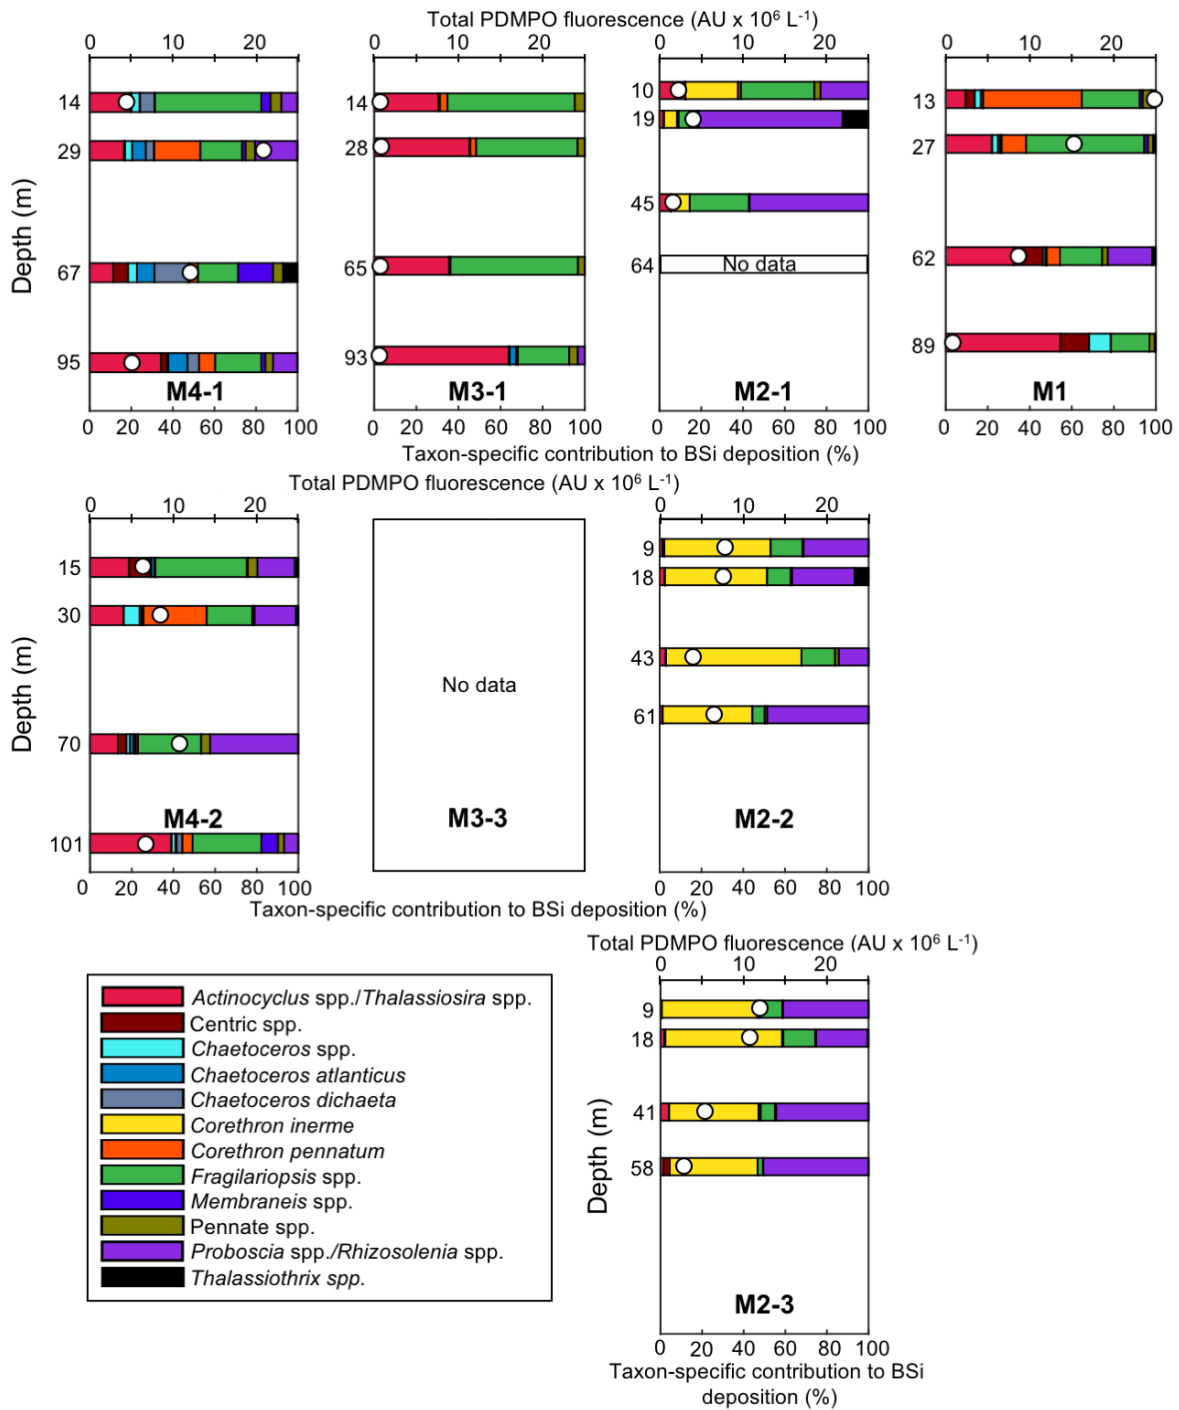 Total PDMPO fluorescence (AU x 10⁶ L⁻¹)
0 10 20 0 10 20 0 10 20 0 10 20
14 14 10 13
29 28 19 27
67 65 45 62
64 No data
95 93 89
Depth (m)
M4-1 M3-1 M2-1 M1
0 20 40 60 80 100 0 20 40 60 80 100 0 20 40 60 80 100 0 20 40 60 80 100
Taxon-specific contribution to BSi deposition (%)
Total PDMPO fluorescence (AU x 10⁶ L⁻¹)
0 10 20 0 10 20
15 9
30 18
No data 43
70 61
101
Depth (m)
M4-2 M3-3 M2-2
0 20 40 60 80 100 0 20 40 60 80 100
Taxon-specific contribution to BSi deposition (%)
Total PDMPO fluorescence (AU x 10⁶ L⁻¹)
0 10 20
9
18
41
58
Depth (m)
M2-3
0 20 40 60 80 100
Taxon-specific contribution to BSi
deposition (%)
Actinocyclus spp./Thalassiosira spp.
Centric spp.
Chaetoceros spp.
Chaetoceros atlanticus
Chaetoceros dichaeta
Corethron inerme
Corethron pennatum
Fragilariopsis spp.
Membraneis spp.
Pennate spp.
Proboscia spp./Rhizosolenia spp.
Thalassiothrix spp.